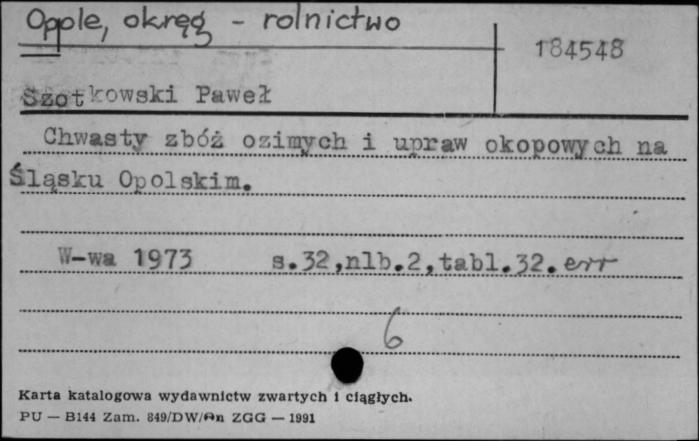 Opole, okręg - rolnictwo
184548
Szotkowski Paweł
Chwasty zbóż ozimych i upraw okopowych na
Śląsku Opolskim.
W-wa 1973 s.32,nlb.2,tabl.32. err
6
Karta katalogowa wydawnictw zwartych i ciągłych.
PU — B144 Zam. 849/DW/An ZGG — 1991